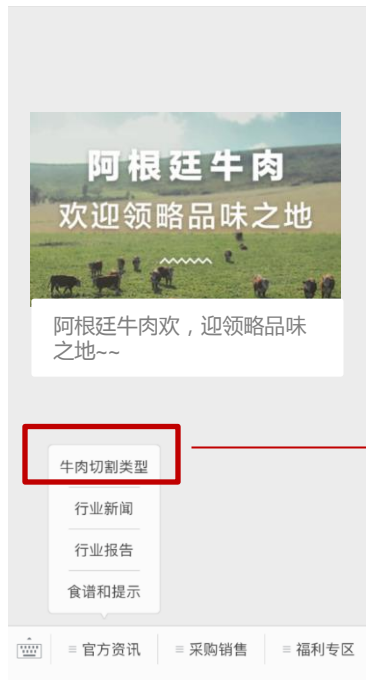 阿根廷牛肉
欢迎领略品味之地
阿根廷牛肉欢，迎领略品味
之地~~
牛肉切割类型
行业新闻
行业报告
食谱和提示
≡ 官方资讯 ≡ 采购销售 ≡ 福利专区